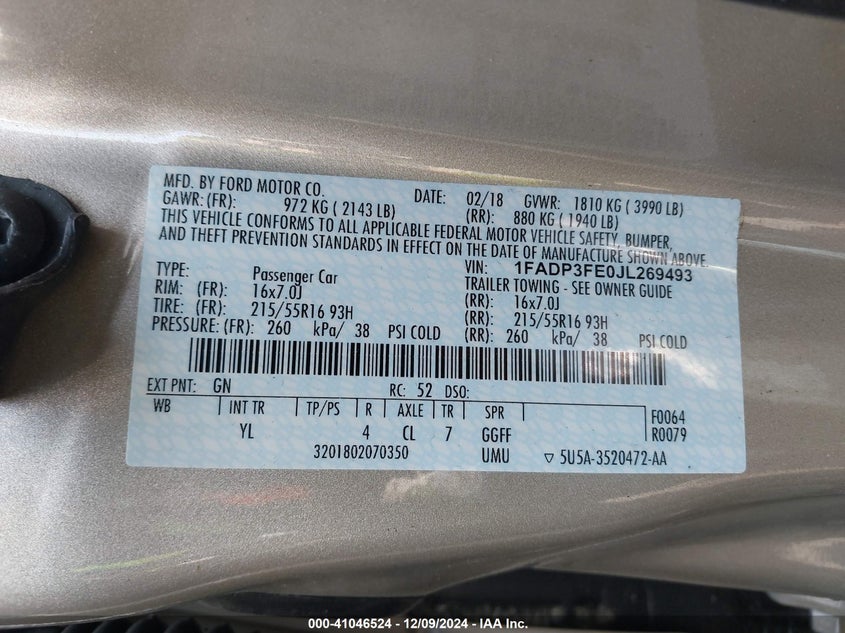 MFD. BY FORD MOTOR CO. DATE: 02/18 GVWR: 1810 KG ( 3990 LB)
GAWR: (FR): 972 KG ( 2143 LB) (RR): 880 KG ( 1940 LB)
THIS VEHICLE CONFORMS TO ALL APPLICABLE FEDERAL MOTOR VEHICLE SAFETY, BUMPER,
AND THEFT PREVENTION STANDARDS IN EFFECT ON THE DATE OF MANUFACTURE SHOWN ABOVE.
VIN: 1FADP3FE0JL269493
TYPE: Passenger Car TRAILER TOWING - SEE OWNER GUIDE
RIM: (FR): 16x7.0J (RR): 16x7.0J
TIRE: (FR): 215/55R16 93H (RR): 215/55R16 93H
PRESSURE: (FR): 260 kPa/ 38 PSI COLD (RR): 260 kPa/ 38 PSI COLD
EXT PNT: GN RC: 52 DSO:
WB INT TR TP/PS R AXLE TR SPR F0064
YL 4 CL 7 GGFF R0079
3201802070350 UMU ▽ 5U5A-3520472-AA
000-41046524 - 12/09/2024 - IAA Inc.